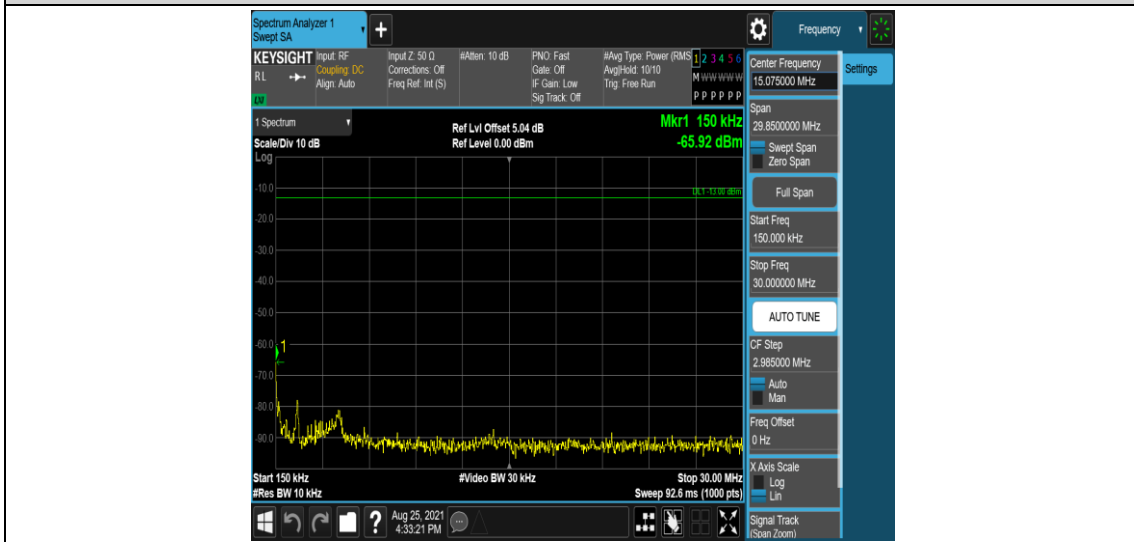 Spectrum Analyzer 1
Swept SA
+
Frequency
KEYSIGHT
RL
LXI
Input: RF
Coupling: DC
Align: Auto
Input Z: 50 Ω
Corrections: Off
Freq Ref: Int (S)
#Atten: 10 dB
PNO: Fast
Gate: Off
IF Gain: Low
Sig Track: Off
#Avg Type: Power (RMS
Avg|Hold: 10/10
Trig: Free Run
1 2 3 4 5 6
M W W W W W
P P P P P P
1 Spectrum
Scale/Div 10 dB
Log
Ref Lvl Offset 5.04 dB
Ref Level 0.00 dBm
Mkr1 150 kHz
-65.92 dBm
DL1 -13.00 dBm
-10.0
-20.0
-30.0
-40.0
-50.0
-60.0
1
-70.0
-80.0
-90.0
Start 150 kHz
#Res BW 10 kHz
#Video BW 30 kHz
Stop 30.00 MHz
Sweep 92.6 ms (1000 pts)
?
Aug 25, 2021
4:33:21 PM
Center Frequency
15.075000 MHz
Settings
Span
29.8500000 MHz
Swept Span
Zero Span
Full Span
Start Freq
150.000 kHz
Stop Freq
30.000000 MHz
AUTO TUNE
CF Step
2.985000 MHz
Auto
Man
Freq Offset
0 Hz
X Axis Scale
Log
Lin
Signal Track
(Span Zoom)